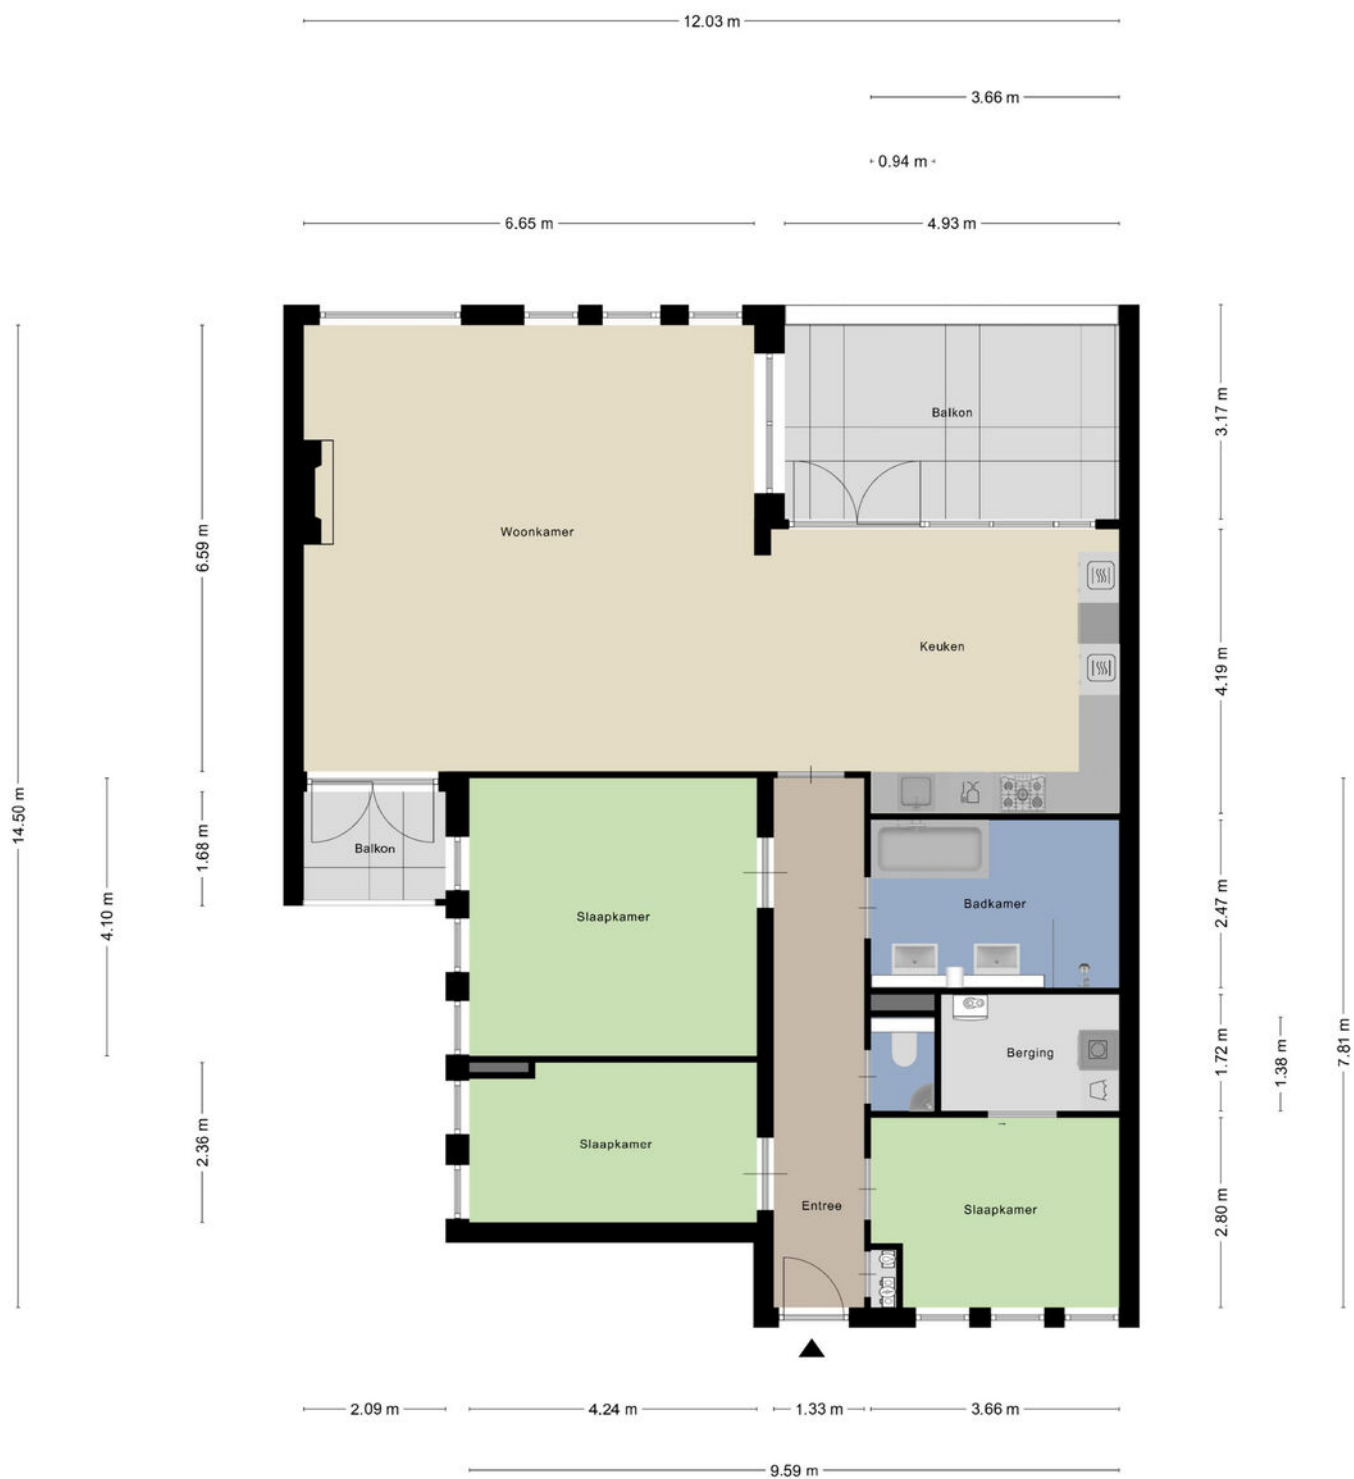 12.03 m
3.66 m
0.94 m
6.65 m
4.93 m
Balkon
3.17 m
Woonkamer
6.59 m
Keuken
4.19 m
14.50 m
1.68 m
Balkon
4.10 m
Slaapkamer
Badkamer
2.47 m
Berging
1.72 m
1.38 m
7.81 m
2.36 m
Slaapkamer
Entree
Slaapkamer
2.80 m
2.09 m
4.24 m
1.33 m
3.66 m
9.59 m